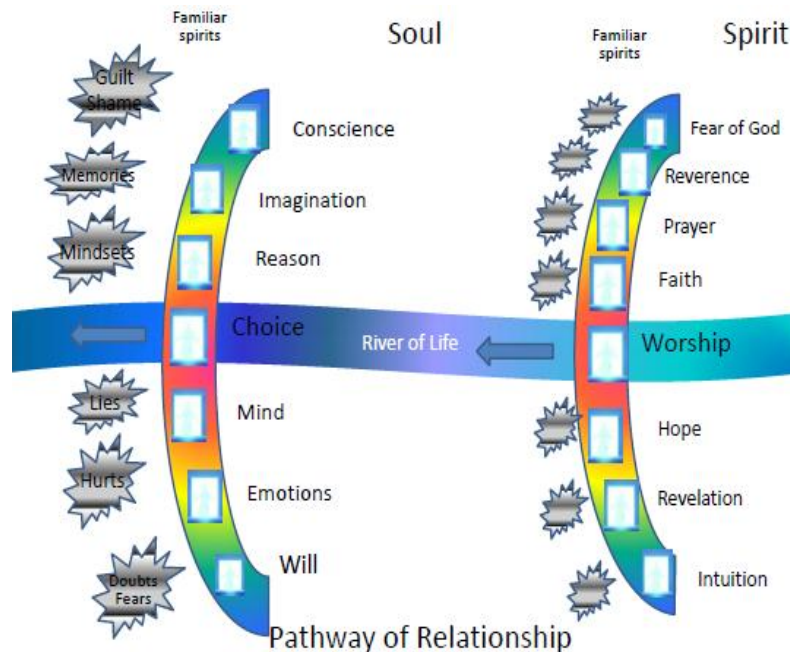 Familiar
spirits
Soul
Familiar
spirits
Spirit
Guilt
Shame
Memories
Mindsets
Lies
Hurts
Doubts
Fears
Conscience
Imagination
Reason
Choice
Mind
Emotions
Will
River of Life
Fear of God
Reverence
Prayer
Faith
Worship
Hope
Revelation
Intuition
Pathway of Relationship